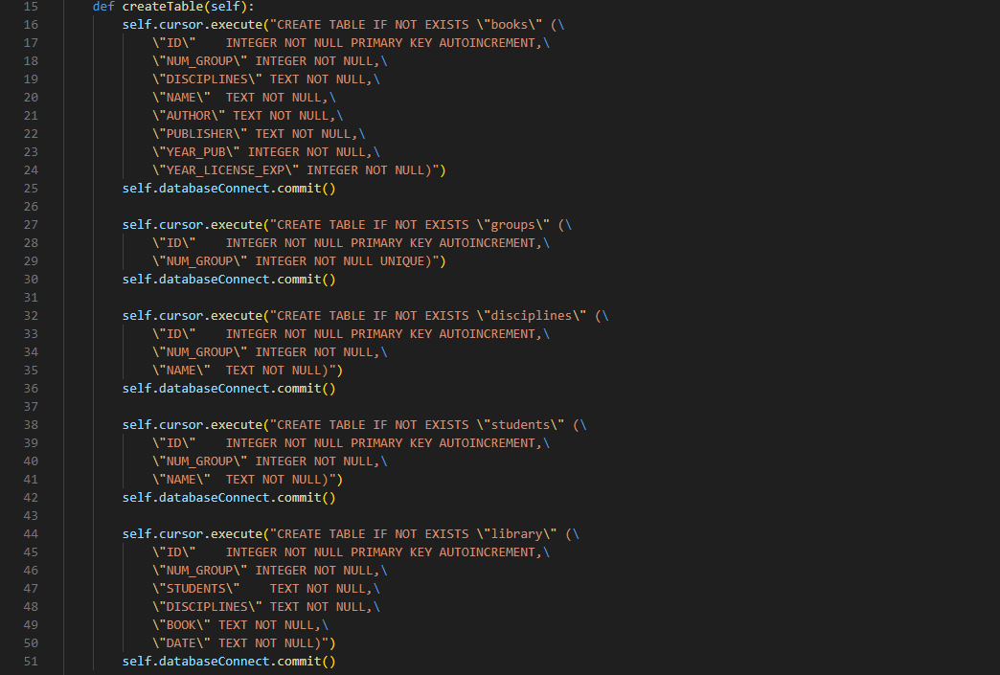 15 def createTable(self):
16 self.cursor.execute("CREATE TABLE IF NOT EXISTS \"books\" (\
17 \"ID\"    INTEGER NOT NULL PRIMARY KEY AUTOINCREMENT,\
18 \"NUM_GROUP\" INTEGER NOT NULL,\
19 \"DISCIPLINES\" TEXT NOT NULL,\
20 \"NAME\"  TEXT NOT NULL,\
21 \"AUTHOR\" TEXT NOT NULL,\
22 \"PUBLISHER\" TEXT NOT NULL,\
23 \"YEAR_PUB\" INTEGER NOT NULL,\
24 \"YEAR_LICENSE_EXP\" INTEGER NOT NULL)")
25 self.databaseConnect.commit()
26
27 self.cursor.execute("CREATE TABLE IF NOT EXISTS \"groups\" (\
28 \"ID\"    INTEGER NOT NULL PRIMARY KEY AUTOINCREMENT,\
29 \"NUM_GROUP\" INTEGER NOT NULL UNIQUE)")
30 self.databaseConnect.commit()
31
32 self.cursor.execute("CREATE TABLE IF NOT EXISTS \"disciplines\" (\
33 \"ID\"    INTEGER NOT NULL PRIMARY KEY AUTOINCREMENT,\
34 \"NUM_GROUP\" INTEGER NOT NULL,\
35 \"NAME\"  TEXT NOT NULL)")
36 self.databaseConnect.commit()
37
38 self.cursor.execute("CREATE TABLE IF NOT EXISTS \"students\" (\
39 \"ID\"    INTEGER NOT NULL PRIMARY KEY AUTOINCREMENT,\
40 \"NUM_GROUP\" INTEGER NOT NULL,\
41 \"NAME\"  TEXT NOT NULL)")
42 self.databaseConnect.commit()
43
44 self.cursor.execute("CREATE TABLE IF NOT EXISTS \"library\" (\
45 \"ID\"    INTEGER NOT NULL PRIMARY KEY AUTOINCREMENT,\
46 \"NUM_GROUP\" INTEGER NOT NULL,\
47 \"STUDENTS\"    TEXT NOT NULL,\
48 \"DISCIPLINES\" TEXT NOT NULL,\
49 \"BOOK\" TEXT NOT NULL,\
50 \"DATE\" TEXT NOT NULL)")
51 self.databaseConnect.commit()